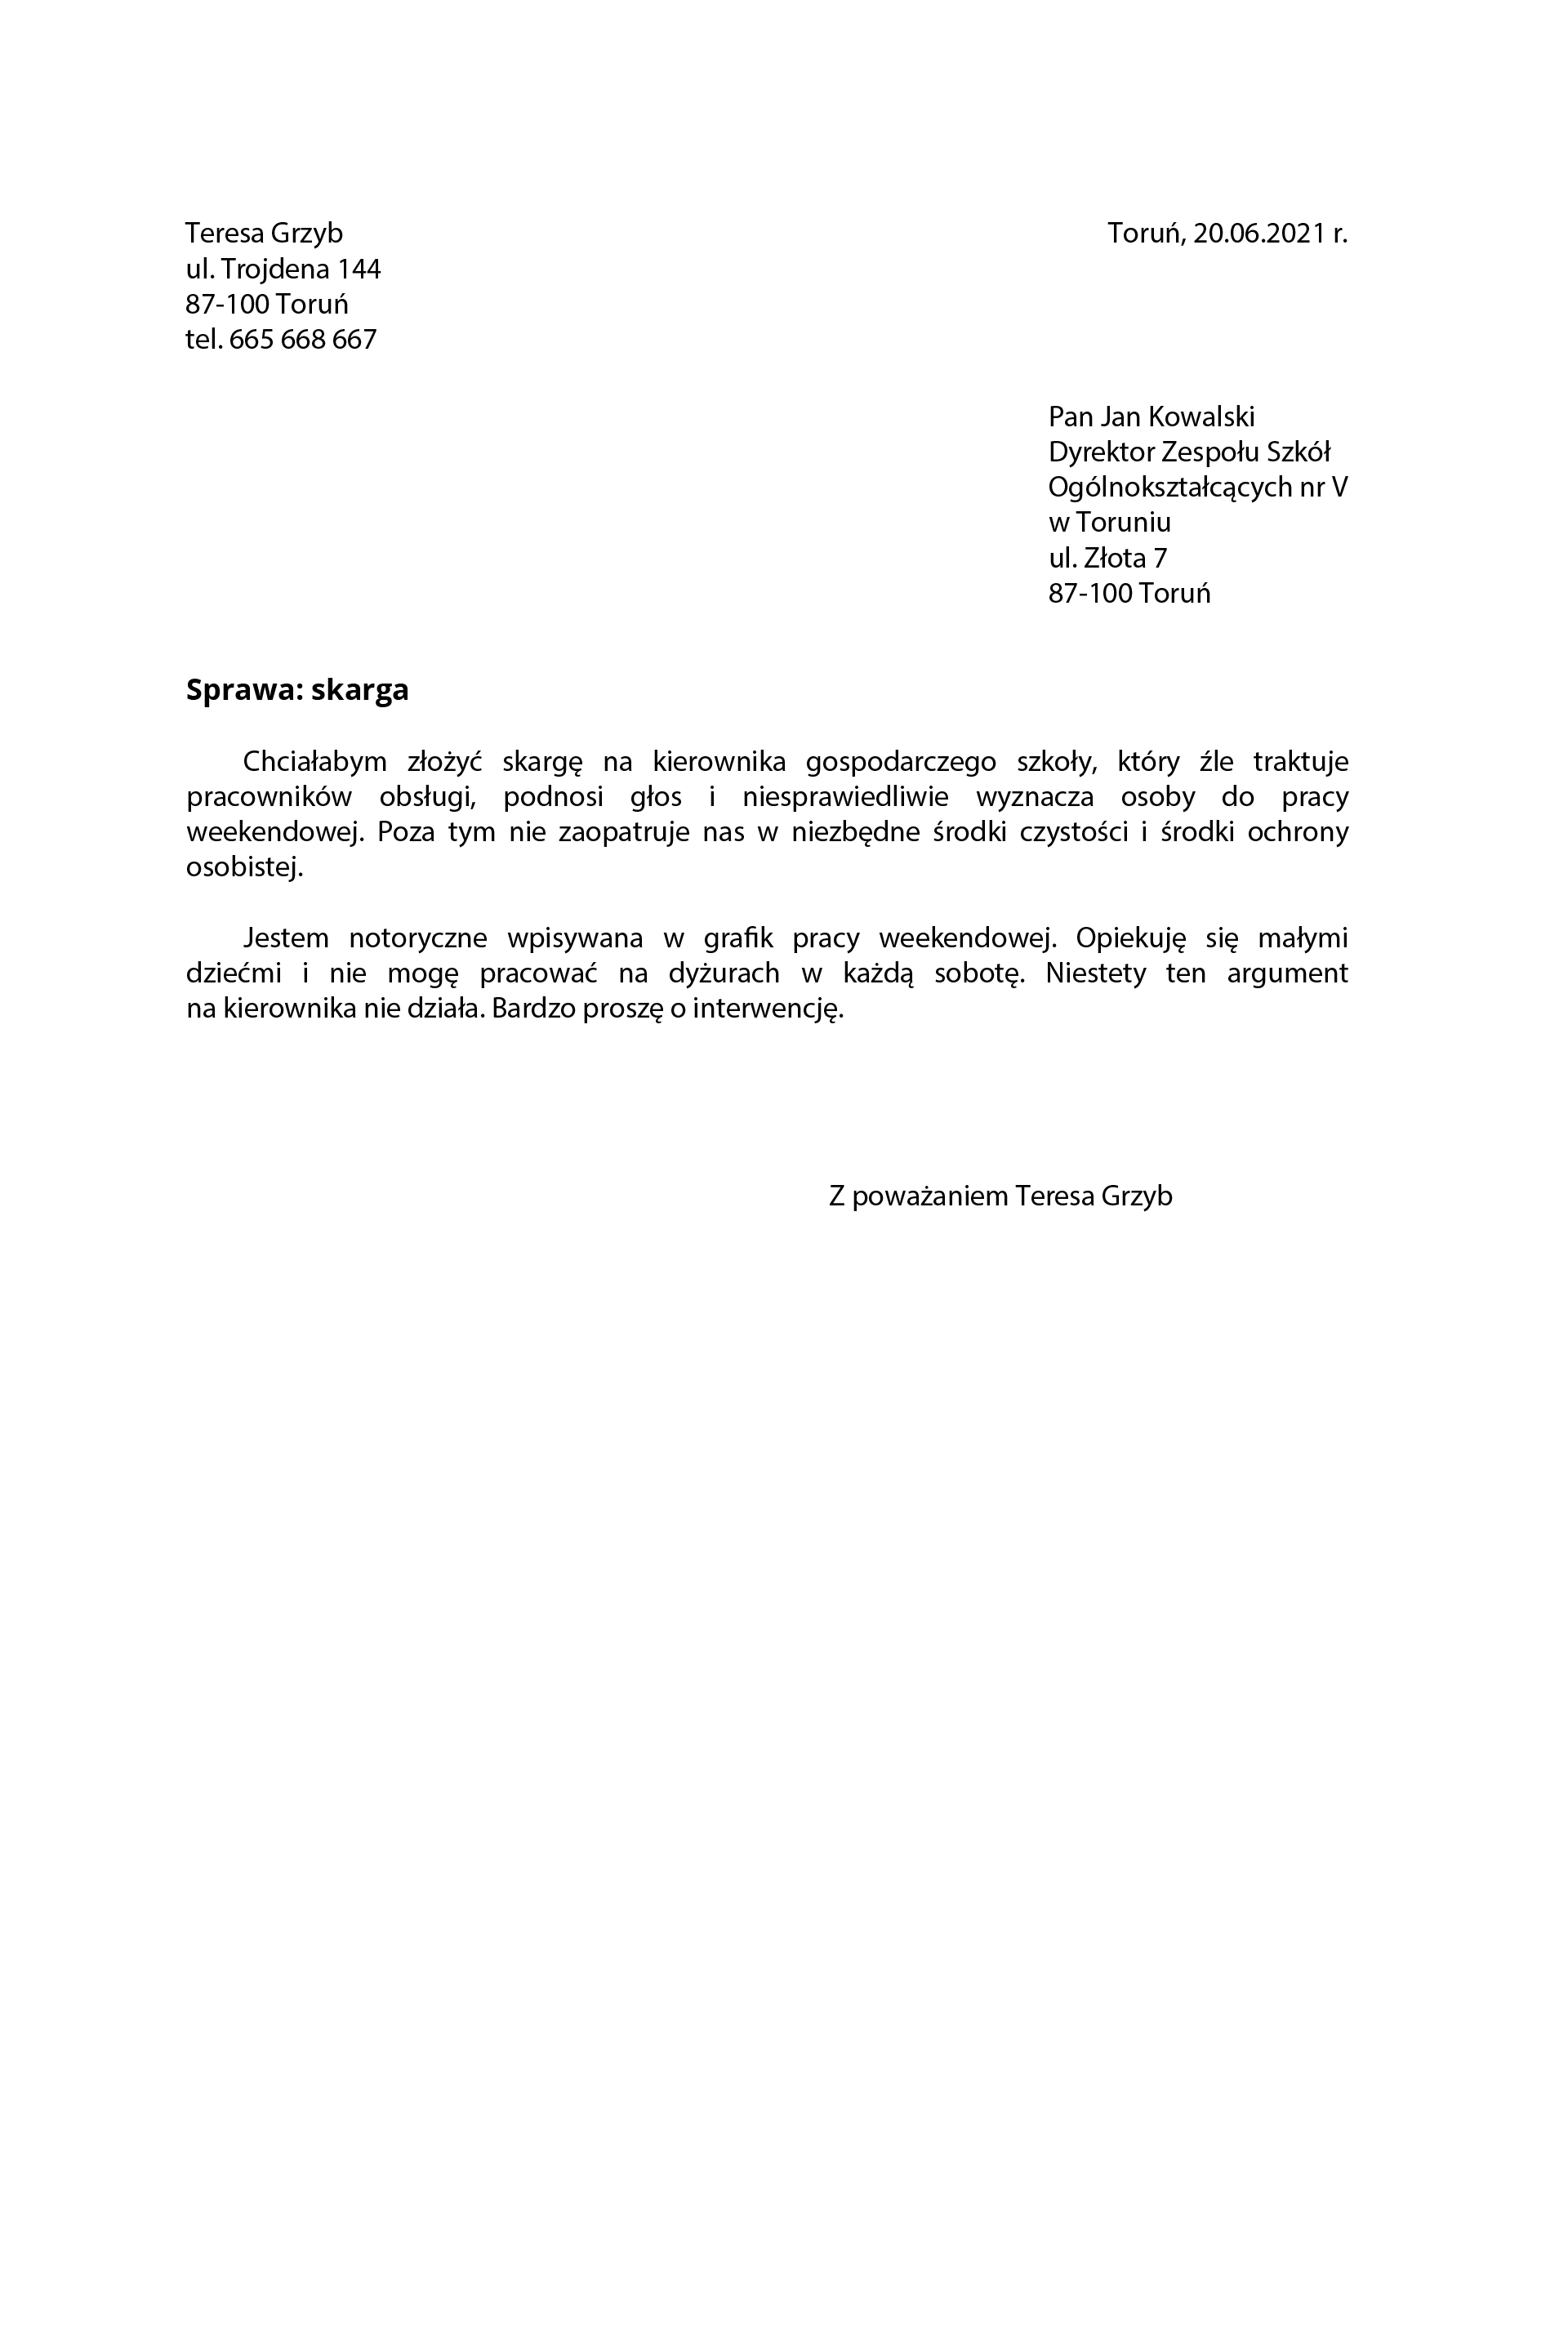 Teresa Grzyb
Toruń, 20.06.2021 r.
ul. Trojdena 144
87-100 Toruń
tel. 665 668 667
Pan Jan Kowalski
Dyrektor Zespołu Szkół
Ogólnokształcących nr V
w Toruniu
ul. Złota 7
87-100 Toruń
Sprawa: skarga
Chciałabym złożyć skargę na kierownika gospodarczego szkoły, który źle traktuje
pracowników obsługi, podnosi głos i niesprawiedliwie wyznacza osoby do pracy
weekendowej. Poza tym nie zaopatruje nas w niezbędne środki czystości i środki ochrony
osobistej.
Jestem notoryczne wpisywana w grafik pracy weekendowej. Opiekuję się małymi
dziećmi i nie mogę pracować na dyżurach w każdą sobotę. Niestety ten argument
na kierownika nie działa. Bardzo proszę o interwencję.
Z poważaniem Teresa Grzyb